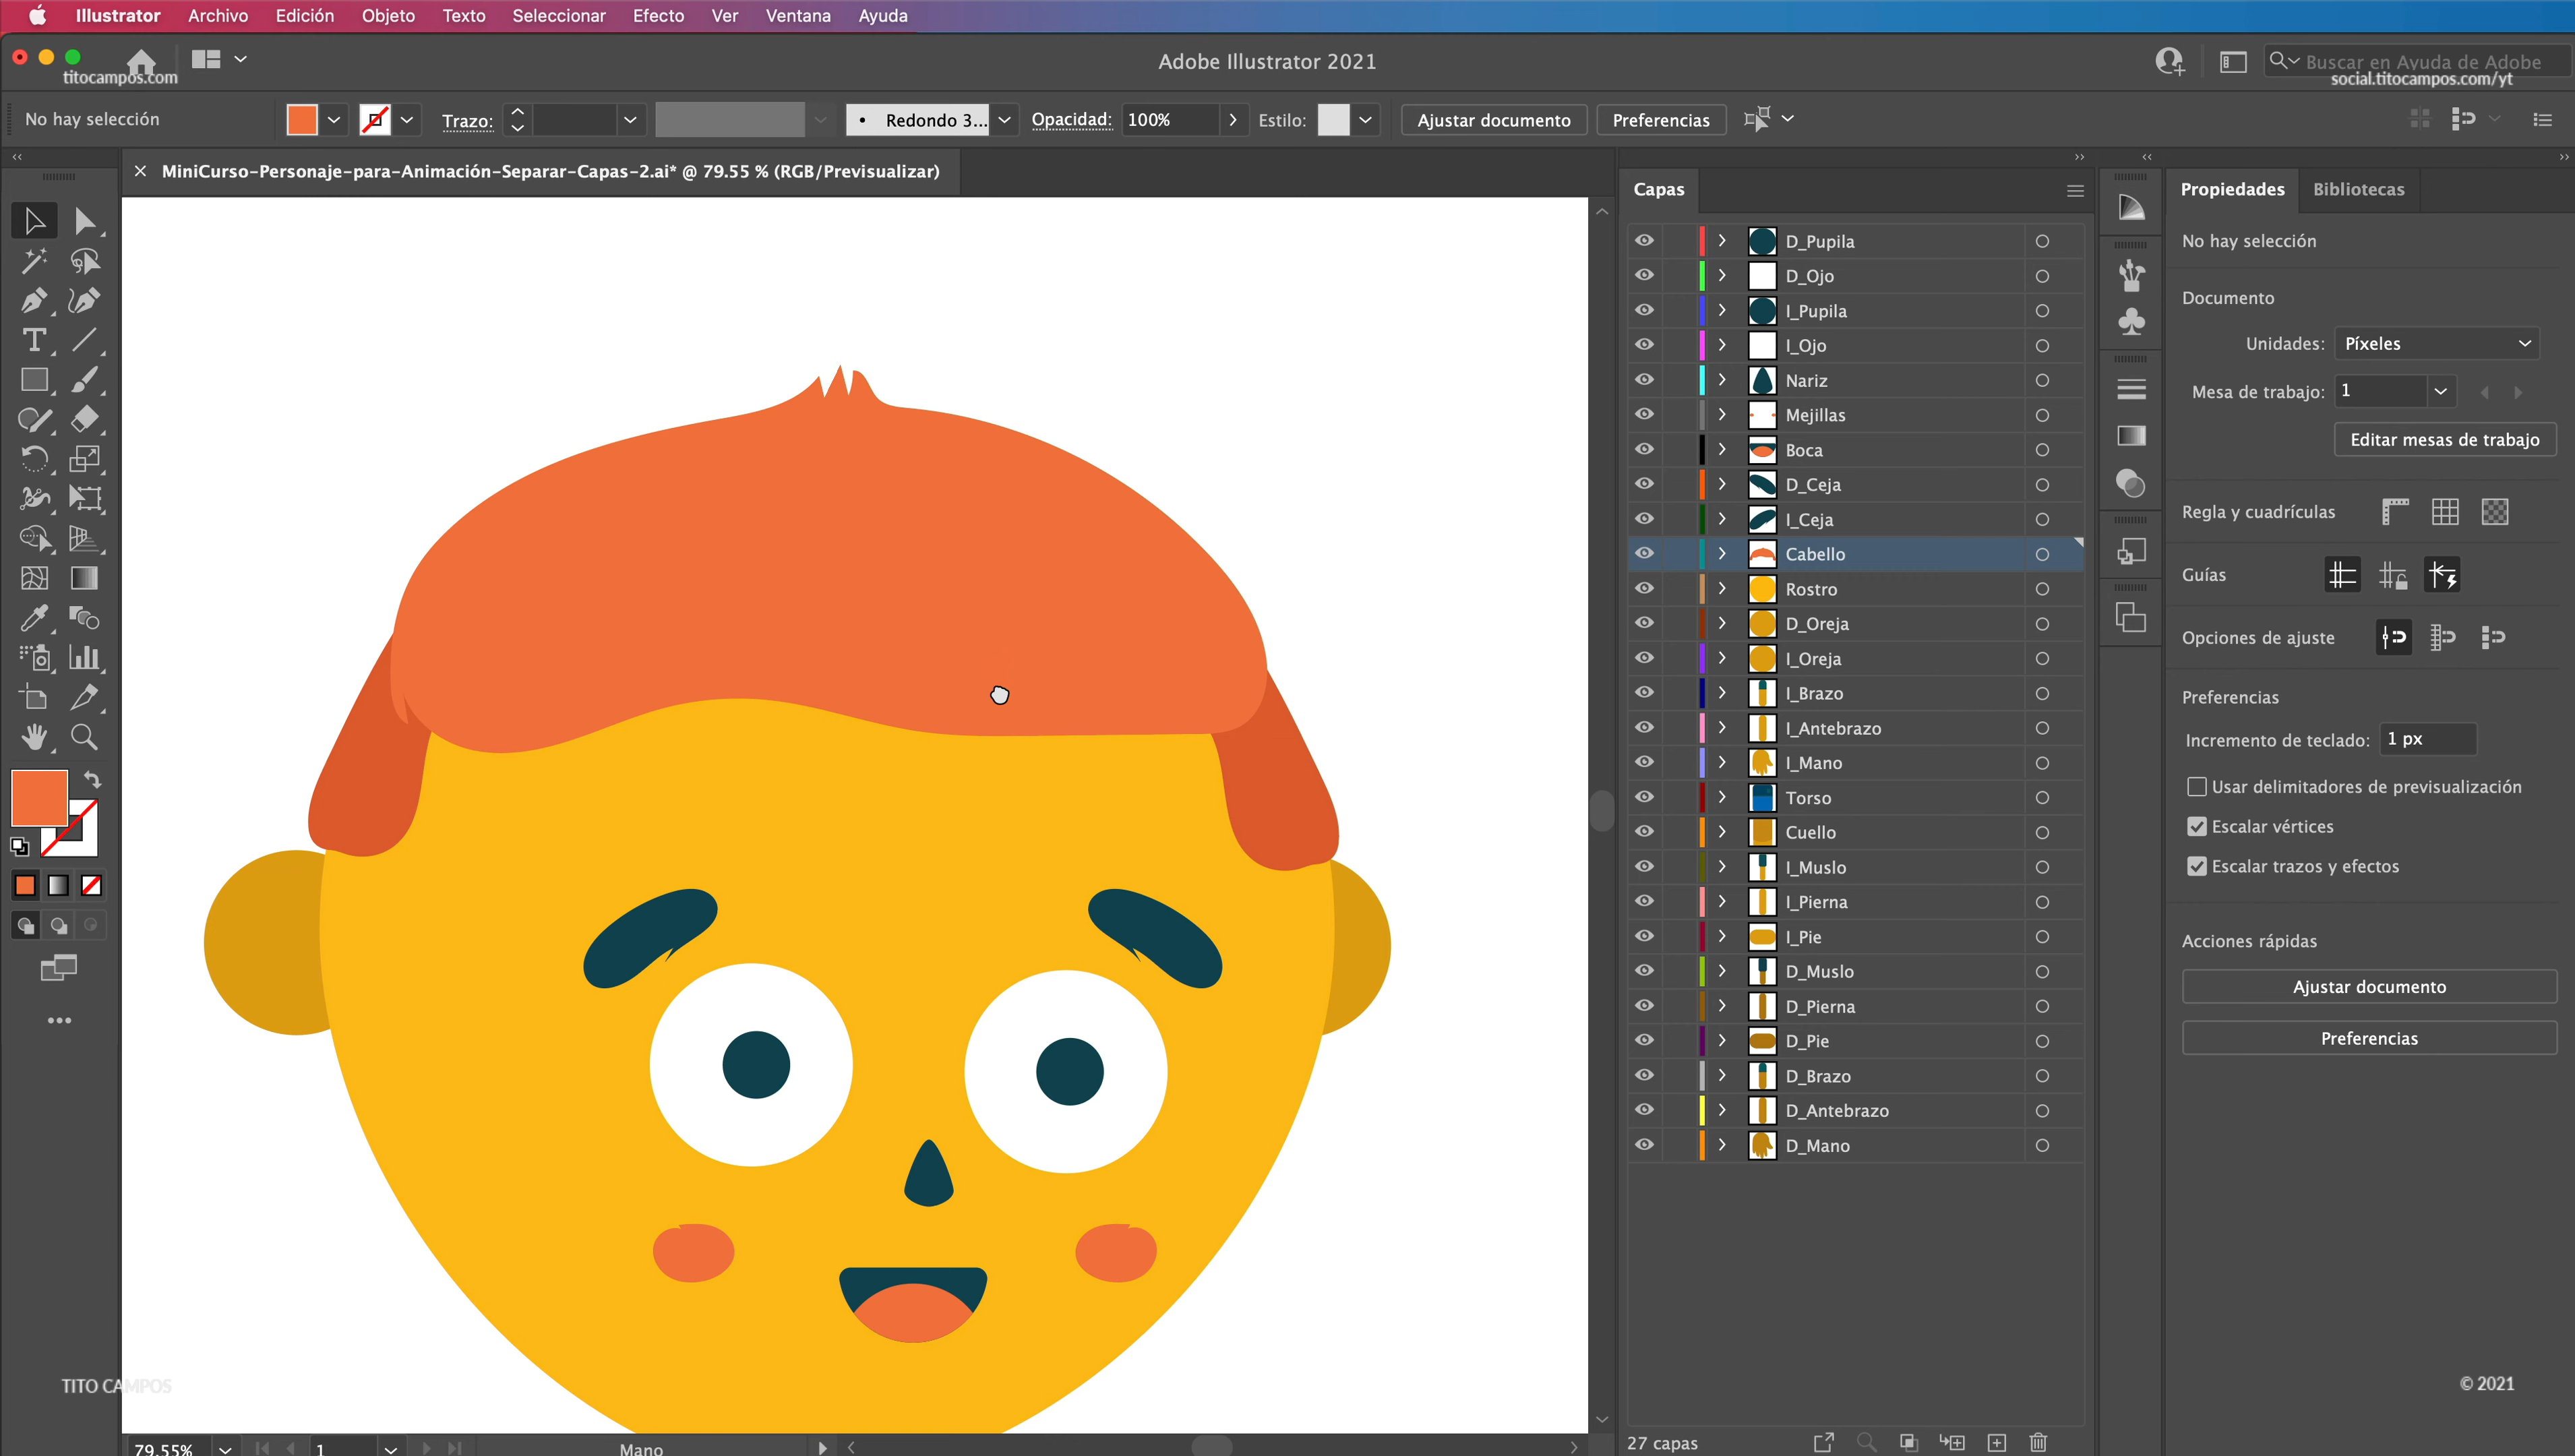 Illustrator Archivo Edición Objeto Texto Seleccionar Efecto Ver Ventana Ayuda
titocampos.com
Adobe Illustrator 2021
Buscar en Ayuda de Adobe
social.titocampos.com/yt
No hay selección
Trazo:
Redondo 3...
Opacidad: 100%
Estilo:
Ajustar documento
Preferencias
MiniCurso-Personaje-para-Animación-Separar-Capas-2.ai* @ 79.55 % (RGB/Previsualizar)
Capas
D_Pupila
D_Ojo
I_Pupila
I_Ojo
Nariz
Mejillas
Boca
D_Ceja
I_Ceja
Cabello
Rostro
D_Oreja
I_Oreja
I_Brazo
I_Antebrazo
I_Mano
Torso
Cuello
I_Muslo
I_Pierna
I_Pie
D_Muslo
D_Pierna
D_Pie
D_Brazo
D_Antebrazo
D_Mano
27 capas
Propiedades Bibliotecas
No hay selección
Documento
Unidades: Píxeles
Mesa de trabajo: 1
Editar mesas de trabajo
Regla y cuadrículas
Guías
Opciones de ajuste
Preferencias
Incremento de teclado: 1 px
Usar delimitadores de previsualización
Escalar vértices
Escalar trazos y efectos
Acciones rápidas
Ajustar documento
Preferencias
TITO CAMPOS
© 2021
79.55% 1 Mano